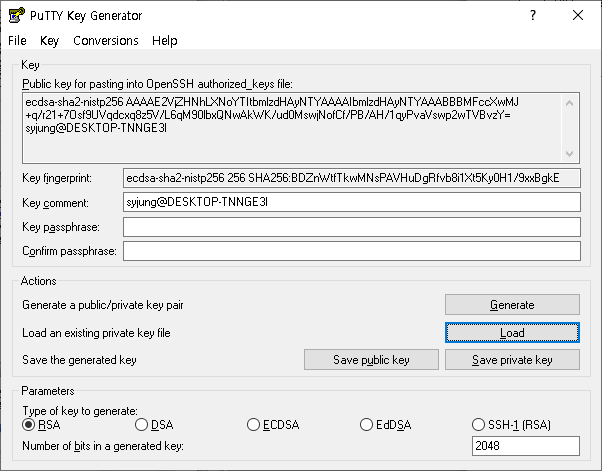 PuTTY Key Generator
File Key Conversions Help
Key
Public key for pasting into OpenSSH authorized_keys file:
ecdsa-sha2-nistp256 AAAAE2VjZHNhLXNoYTItbmlzdHAyNTYAAAAIbmlzdHAyNTYAAABBBMFccXwMJ
+q/r21+7Osf9UVqdcxq8z5V/L6qM90lbxQNwAkWK/ud0MswjNofCf/PB/AH/1qyPvaVswp2wTVBvzY=
syjung@DESKTOP-TNNGE3I
Key fingerprint: ecdsa-sha2-nistp256 256 SHA256:BDZnWtfTkwMNsPAVHuDgRfvb8i1Xt5Ky0H1/9xxBgkE
Key comment: syjung@DESKTOP-TNNGE3I
Key passphrase:
Confirm passphrase:
Actions
Generate a public/private key pair Generate
Load an existing private key file Load
Save the generated key Save public key Save private key
Parameters
Type of key to generate:
RSA DSA ECDSA EdDSA SSH-1 (RSA)
Number of bits in a generated key: 2048